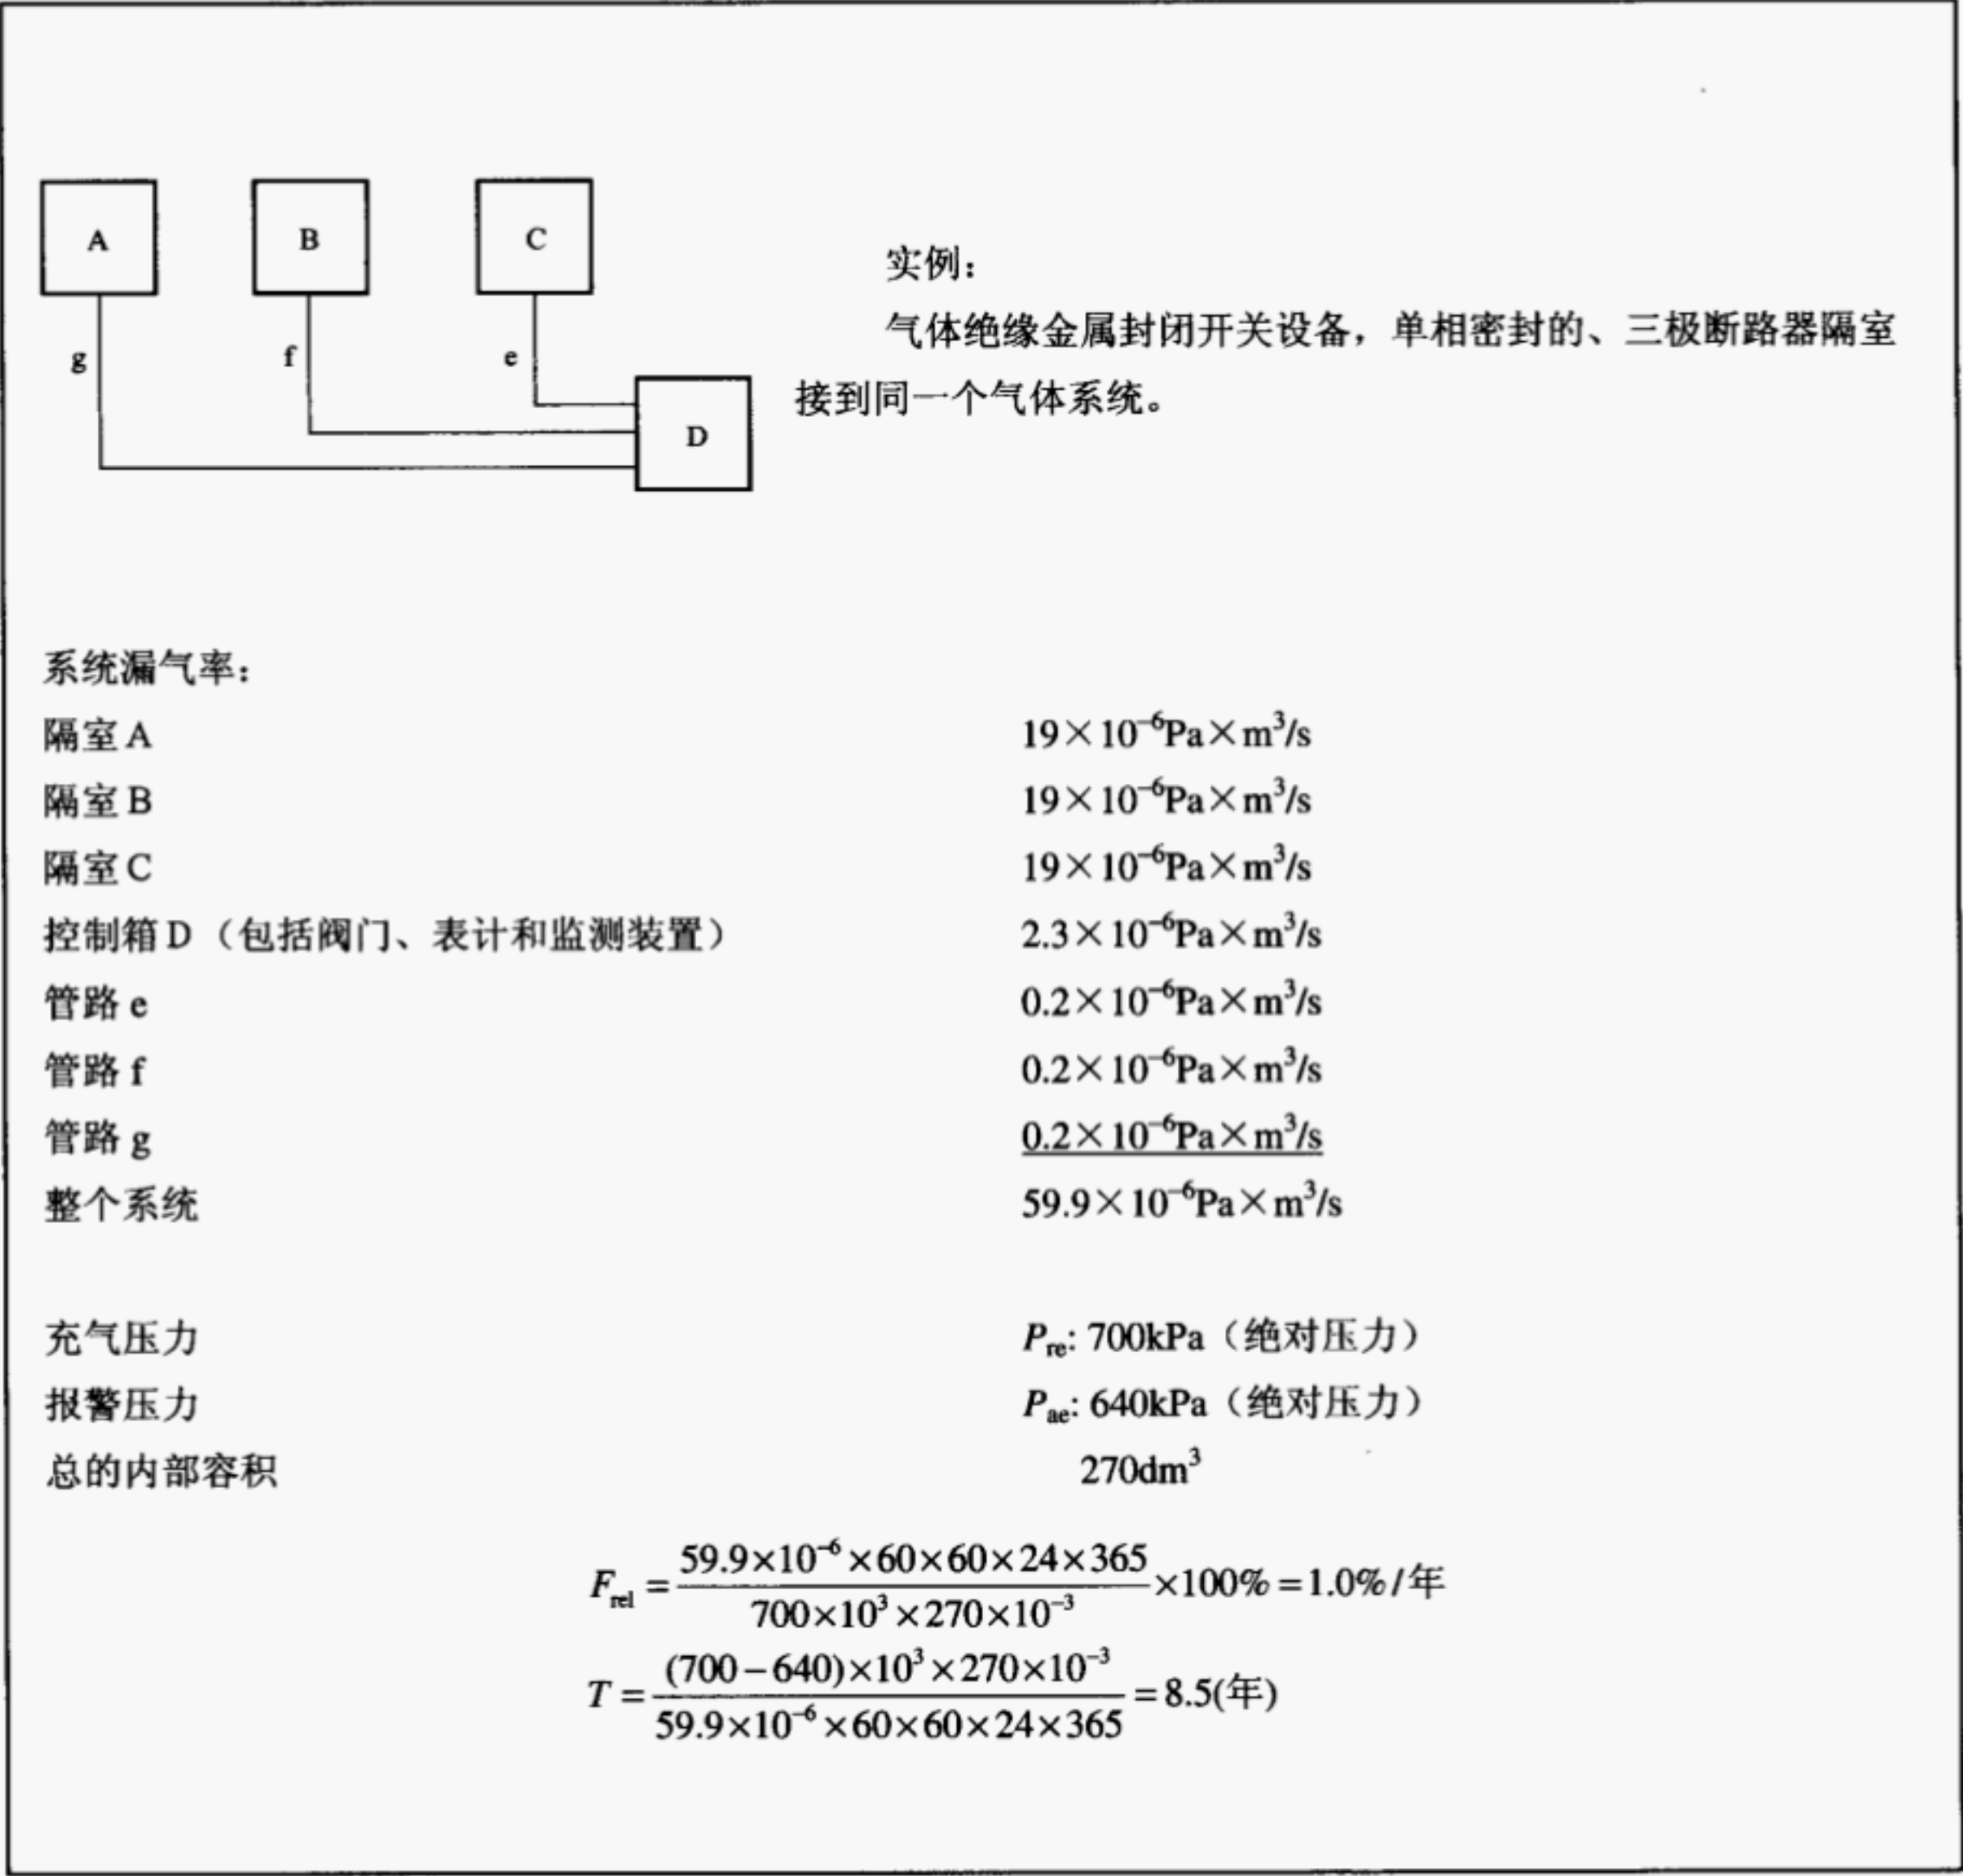 A B C
实例：
气体绝缘金属封闭开关设备，单相密封的、三极断路器隔室
接到同一个气体系统。
g f e
D
系统漏气率：
隔室 A 19×10⁻⁶Pa×m³/s
隔室 B 19×10⁻⁶Pa×m³/s
隔室 C 19×10⁻⁶Pa×m³/s
控制箱 D（包括阀门、表计和监测装置） 2.3×10⁻⁶Pa×m³/s
管路 e 0.2×10⁻⁶Pa×m³/s
管路 f 0.2×10⁻⁶Pa×m³/s
管路 g 0.2×10⁻⁶Pa×m³/s
整个系统 59.9×10⁻⁶Pa×m³/s
充气压力 P_re: 700kPa（绝对压力）
报警压力 P_ae: 640kPa（绝对压力）
总的内部容积 270dm³
F_rel = (59.9×10⁻⁶×60×60×24×365)/(700×10³×270×10⁻³) ×100% = 1.0% / 年
T = ((700−640)×10³×270×10⁻³)/(59.9×10⁻⁶×60×60×24×365) = 8.5(年)